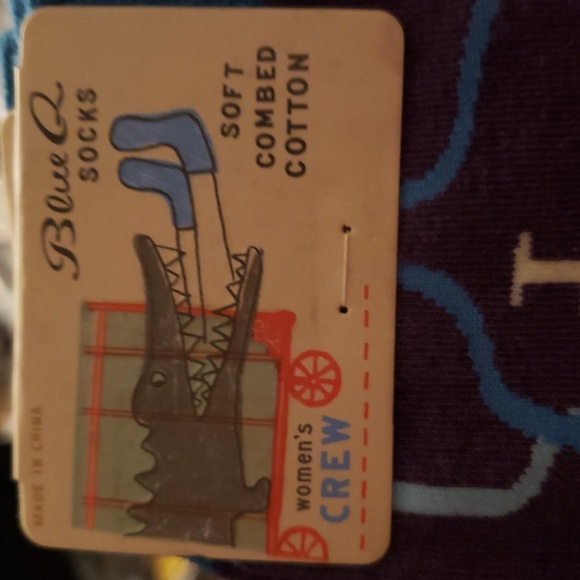 Blue Q
SOCKS
SOFT
COMBED
COTTON
women's
CREW
MADE IN CHINA
I